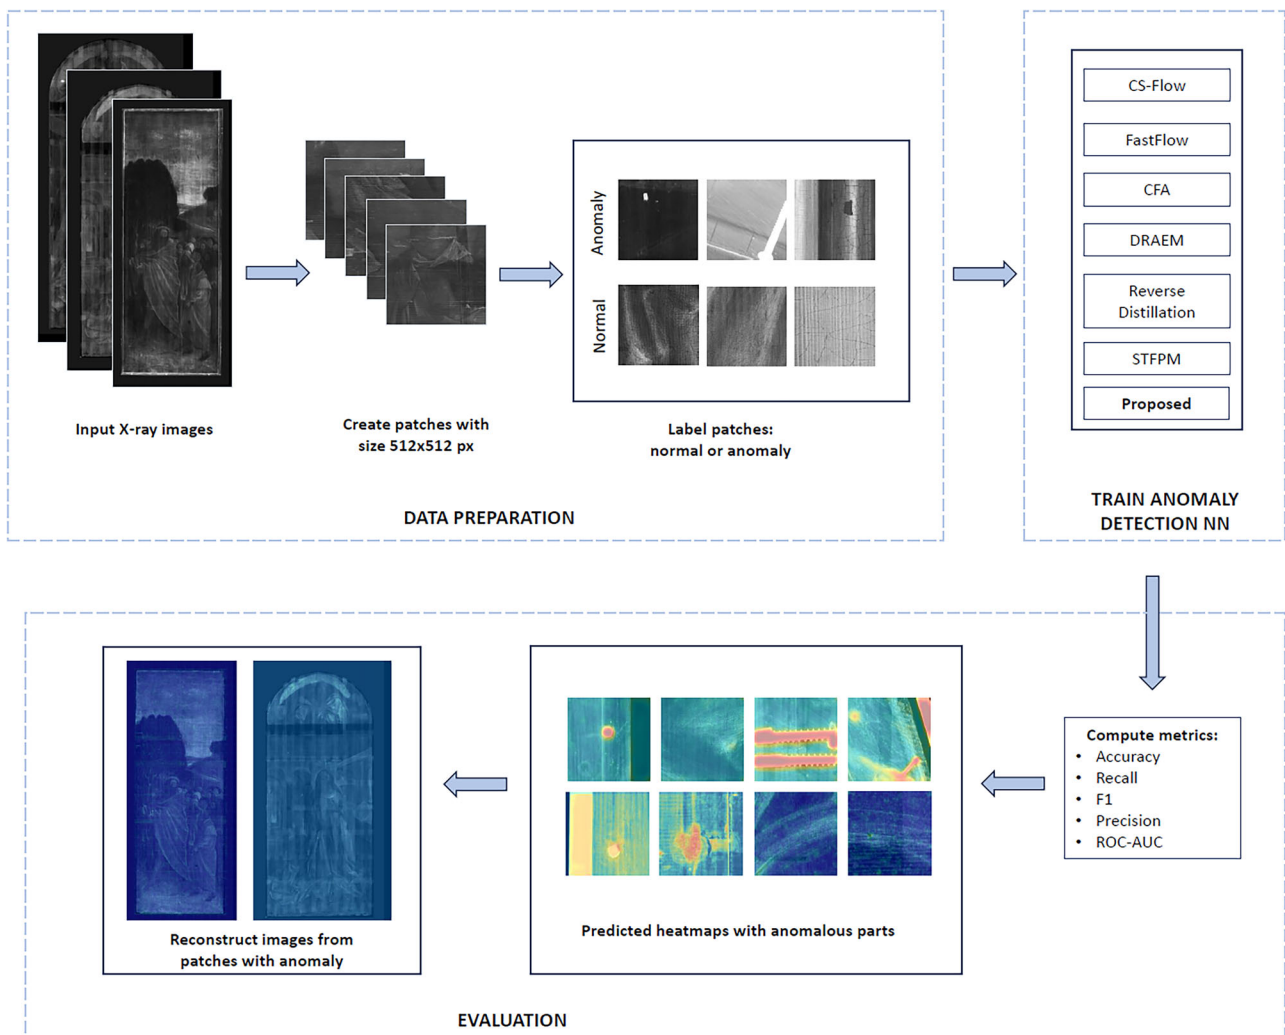 Input X-ray images
Create patches with
size 512x512 px
Anomaly
Normal
Label patches:
normal or anomaly
DATA PREPARATION
CS-Flow
FastFlow
CFA
DRAEM
Reverse
Distillation
STFPM
Proposed
TRAIN ANOMALY
DETECTION NN
Compute metrics:
• Accuracy
• Recall
• F1
• Precision
• ROC-AUC
Predicted heatmaps with anomalous parts
Reconstruct images from
patches with anomaly
EVALUATION